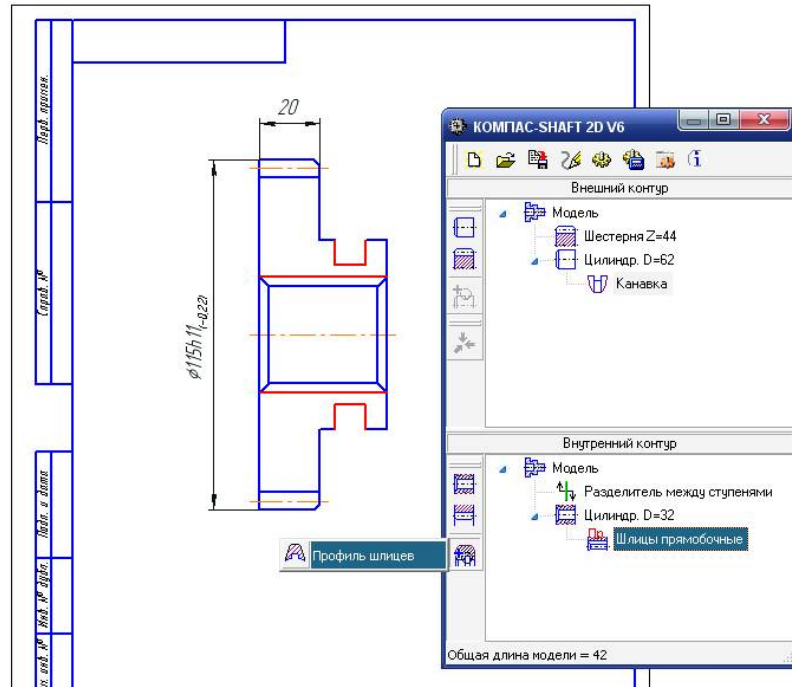 Перв. примен.
Справ. №
Подп. и дата
Инв. № дубл.
20
⌀115h11(-0,22)
КОМПАС-SHAFT 2D V6
Внешний контур
Модель
Шестерня Z=44
Цилиндр. D=62
Канавка
Внутренний контур
Модель
Разделитель между ступенями
Цилиндр. D=32
Шлицы прямобочные
Профиль шлицев
Общая длина модели = 42